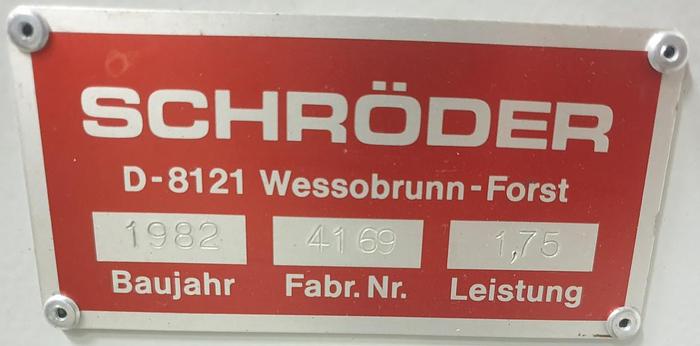 SCHRÖDER
D-8121 Wessobrunn-Forst
1982 4169 1,75
Baujahr Fabr. Nr. Leistung